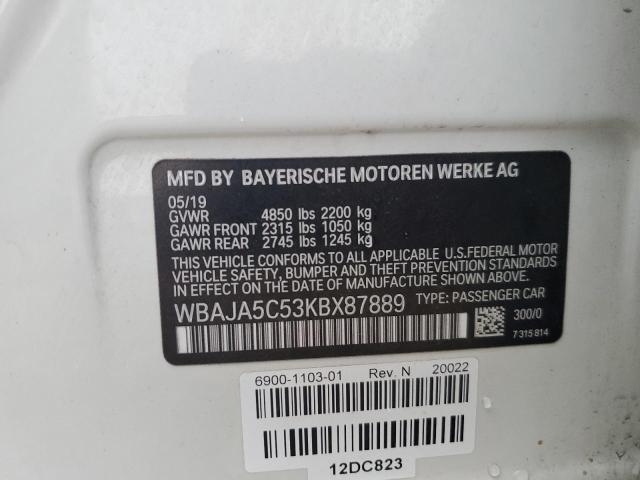 MFD BY BAYERISCHE MOTOREN WERKE AG
05/19
GVWR 4850 lbs 2200 kg
GAWR FRONT 2315 lbs 1050 kg
GAWR REAR 2745 lbs 1245 kg
THIS VEHICLE CONFORMS TO ALL APPLICABLE U.S.FEDERAL MOTOR
VEHICLE SAFETY, BUMPER AND THEFT PREVENTION STANDARDS
IN EFFECT ON THE DATE OF MANUFACTURE SHOWN ABOVE.
WBAJA5C53KBX87889 TYPE: PASSENGER CAR
300/0
7 315 814
6900-1103-01 Rev. N 20022
12DC823